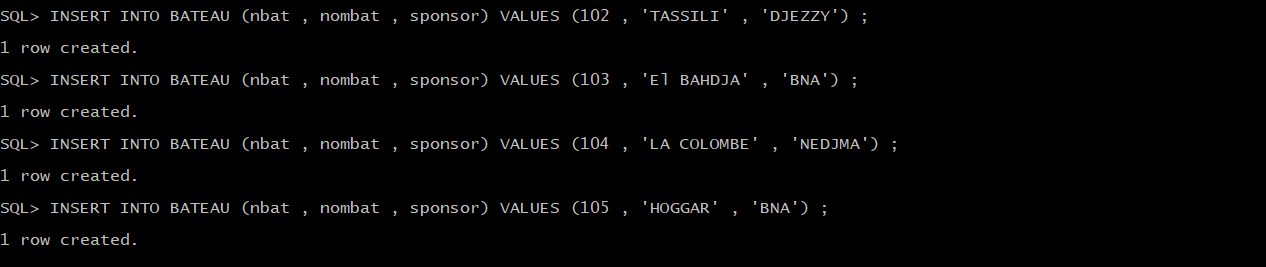 SQL> INSERT INTO BATEAU (nbat , nombat , sponsor) VALUES (102 , 'TASSILI' , 'DJEZZY') ;
1 row created.
SQL> INSERT INTO BATEAU (nbat , nombat , sponsor) VALUES (103 , 'El BAHDJA' , 'BNA') ;
1 row created.
SQL> INSERT INTO BATEAU (nbat , nombat , sponsor) VALUES (104 , 'LA COLOMBE' , 'NEDJMA') ;
1 row created.
SQL> INSERT INTO BATEAU (nbat , nombat , sponsor) VALUES (105 , 'HOGGAR' , 'BNA') ;
1 row created.